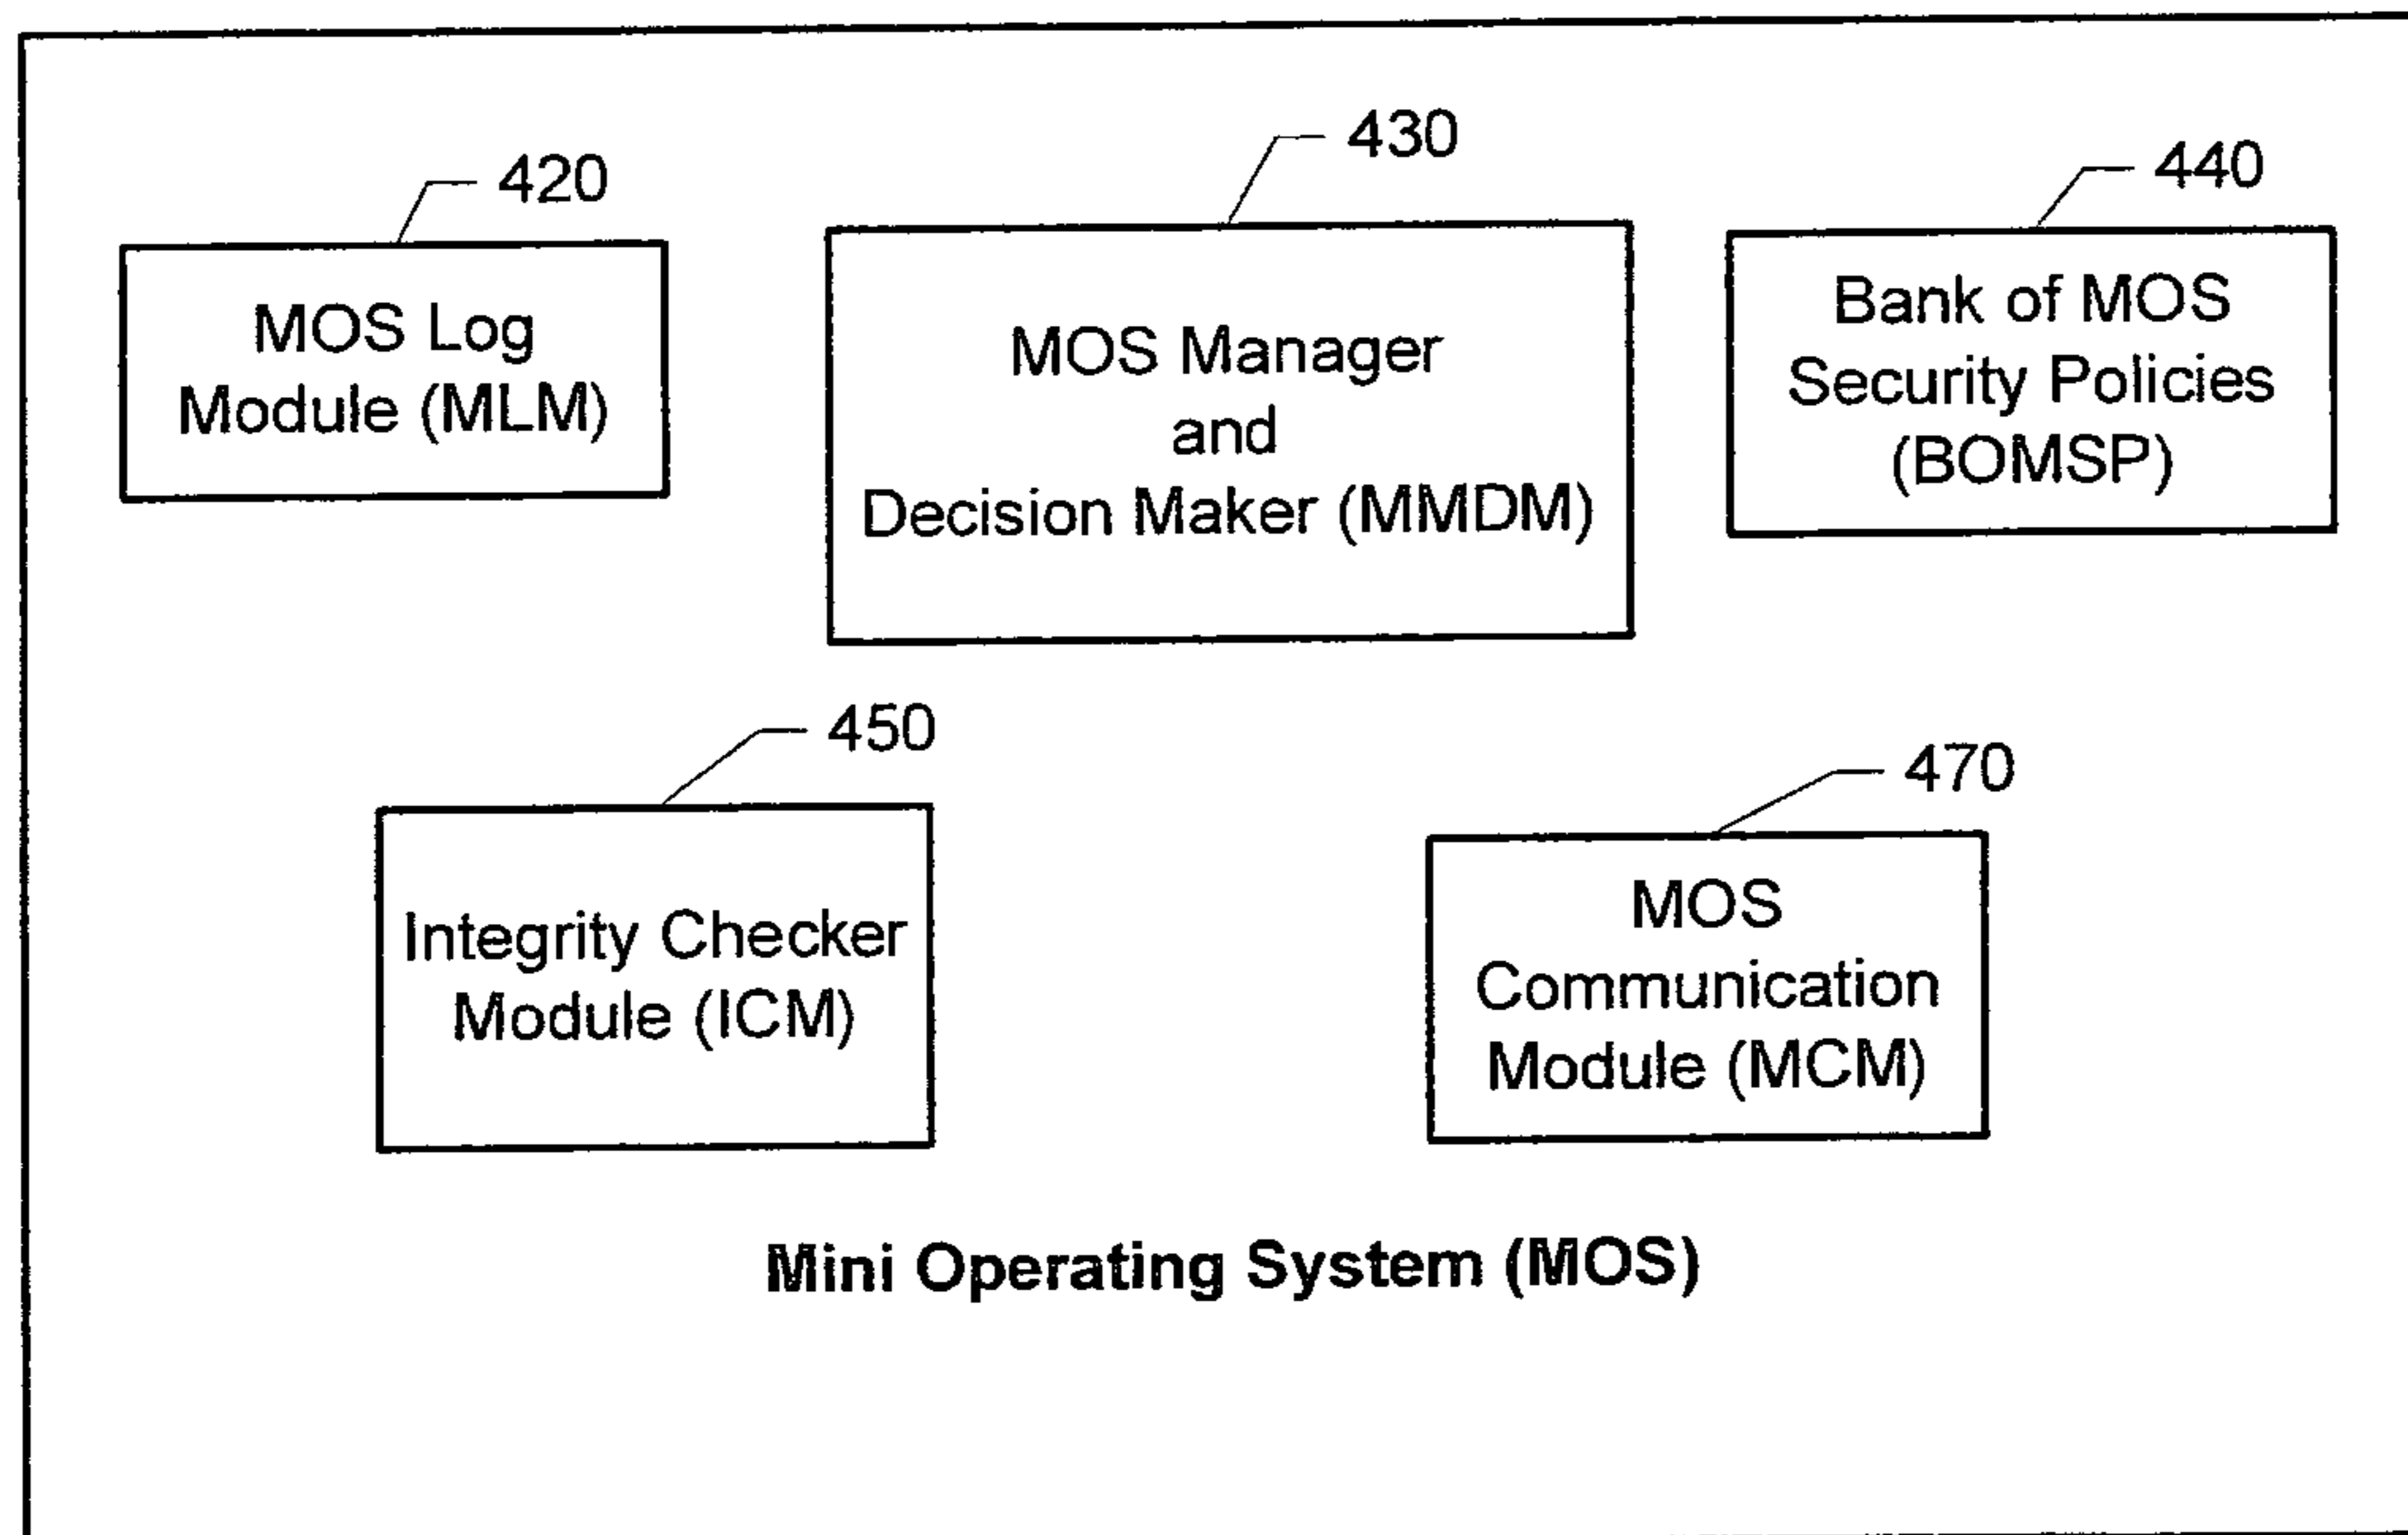 430
420
440
MOS Log
Module (MLM)
MOS Manager
and
Decision Maker (MMDM)
Bank of MOS
Security Policies
(BOMSP)
450
470
Integrity Checker
Module (ICM)
MOS
Communication
Module (MCM)
Mini Operating System (MOS)